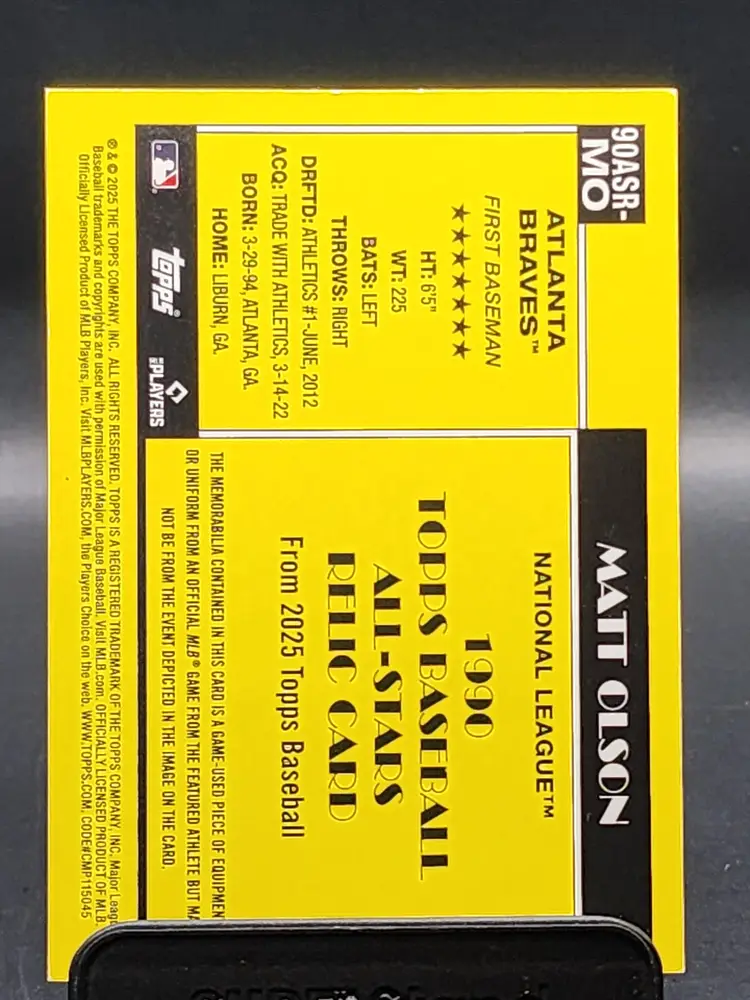 90ASR-
MO
MATT OLSON
ATLANTA
BRAVES™
FIRST BASEMAN
★★★★★★★
HT: 6'5"
WT: 225
BATS: LEFT
THROWS: RIGHT
DRFTD: ATHLETICS #1-JUNE, 2012
ACQ: TRADE WITH ATHLETICS, 3-14-22
BORN: 3-29-94, ATLANTA, GA.
HOME: LIBURN, GA.
NATIONAL LEAGUE™
1990
TOPPS BASEBALL
ALL-STARS
RELIC CARD
From 2025 Topps Baseball
THE MEMORABILIA CONTAINED IN THIS CARD IS A GAME-USED PIECE OF EQUIPMEN
OR UNIFORM FROM AN OFFICIAL MLB® GAME FROM THE FEATURED ATHLETE BUT MA
NOT BE FROM THE EVENT DEPICTED IN THE IMAGE ON THE CARD.
topps®
MLB PLAYERS
® & © 2025 THE TOPPS COMPANY, INC. ALL RIGHTS RESERVED. TOPPS IS A REGISTERED TRADEMARK OF THE TOPPS COMPANY, INC. Major Leag
Baseball trademarks and copyrights are used with permission of Major League Baseball. Visit MLB.com. OFFICIALLY LICENSED PRODUCT OF MLB
Officially Licensed Product of MLB Players, Inc. Visit MLBPLAYERS.COM, the Players Choice on the web. WWW.TOPPS.COM. CODE#CMP115045